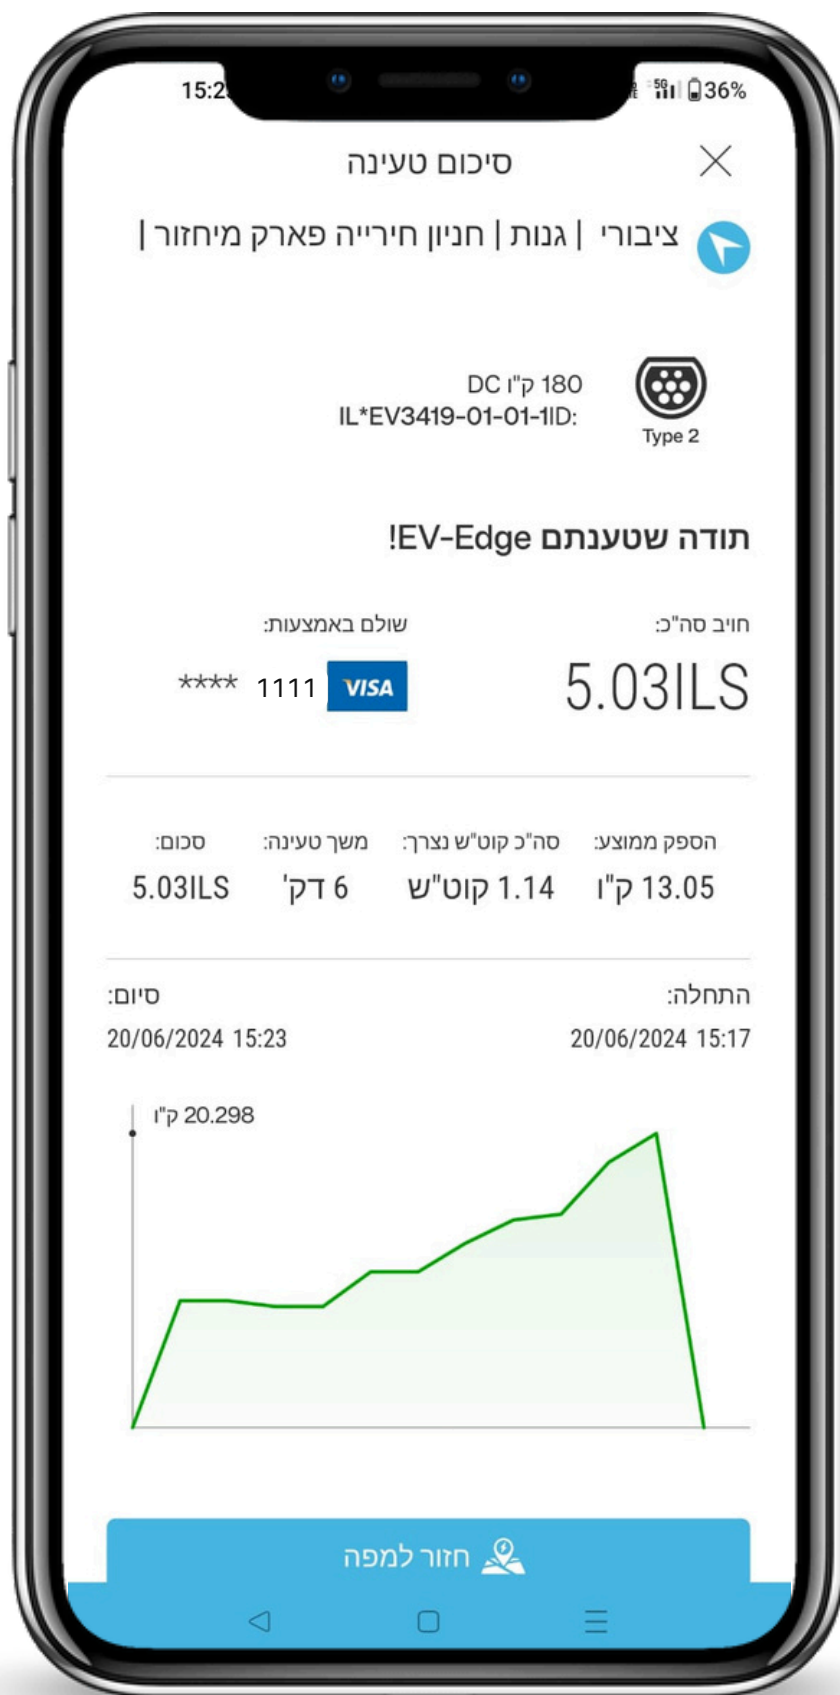 15:2
5G 36%
סיכום טעינה
ציבורי | גנות | חניון חירייה פארק מיחזור |
180 ק"ו DC
IL*EV3419-01-01-1ID:
Type 2
תודה שטענתם EV-Edge!
חויב סה"כ:
שולם באמצעות:
5.03ILS
VISA 1111 ****
הספק ממוצע: סה"כ קוט"ש נצרך: משך טעינה: סכום:
13.05 ק"ו 1.14 קוט"ש 6 דק' 5.03ILS
התחלה: סיום:
20/06/2024 15:17 20/06/2024 15:23
20.298 ק"ו
חזור למפה